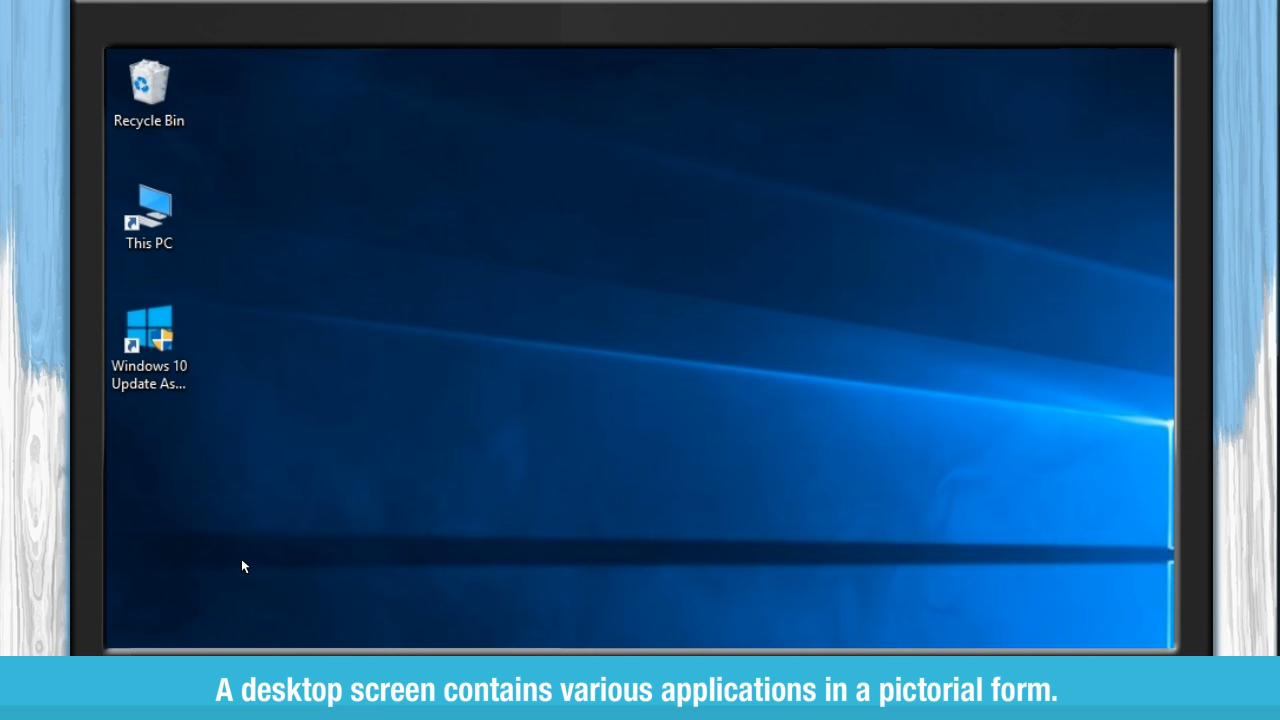 Recycle Bin
This PC
Windows 10
Update As...
A desktop screen contains various applications in a pictorial form.